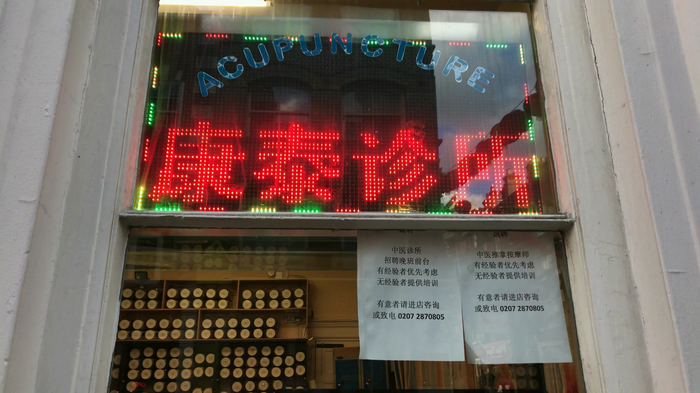 ACUPUNCTURE
康泰诊所
中医诊所
招聘晚班前台
有经验者优先考虑
无经验者提供培训
有意者请进店咨询
或致电 0207 2870805
中医推拿按摩师
有经验者优先考虑
无经验者提供培训
有意者请进店咨询
或致电 0207 2870805